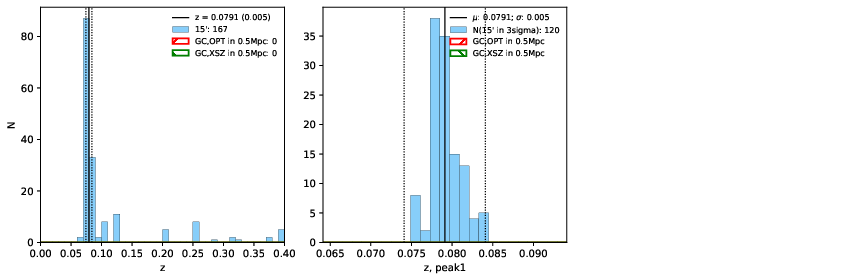 z = 0.0791 (0.005)
15': 167
GC,OPT in 0.5Mpc: 0
GC,XSZ in 0.5Mpc: 0
N
80
60
40
20
0
0.00 0.05 0.10 0.15 0.20 0.25 0.30 0.35 0.40
z
μ: 0.0791; σ: 0.005
N(15' in 3sigma): 120
GC,OPT in 0.5Mpc
GC,XSZ in 0.5Mpc
35
30
25
20
15
10
5
0
0.065 0.070 0.075 0.080 0.085 0.090
z, peak1